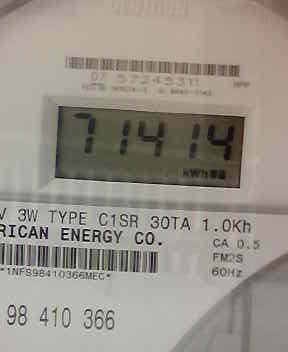 CENTRON
07 57245311
71414
kWh
V 3W TYPE C1SR 30TA 1.0Kh
RICAN ENERGY CO.
CA 0.5
FM2S
*1NFS98410366MEC*
60Hz
98 410 366